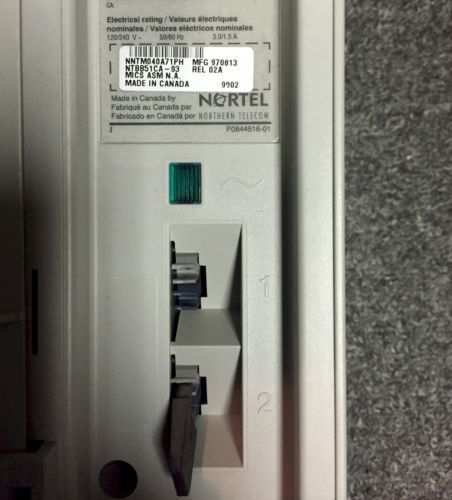 CA.
Electrical rating / Valeurs électriques
nominales / Valores eléctricos nominales
120/240 V. ~ 50/60 Hz 3.0/1.5 A
NNTM040A71PH MFG 970813
NTBB51CA-93 REL 02A
MICS ASM N.A.
MADE IN CANADA 9902
Made in Canada by NORTEL
Fabriqué au Canada par
Fabricado en Canadá por NORTHERN TELECOM
/ P0844516-01
1
2